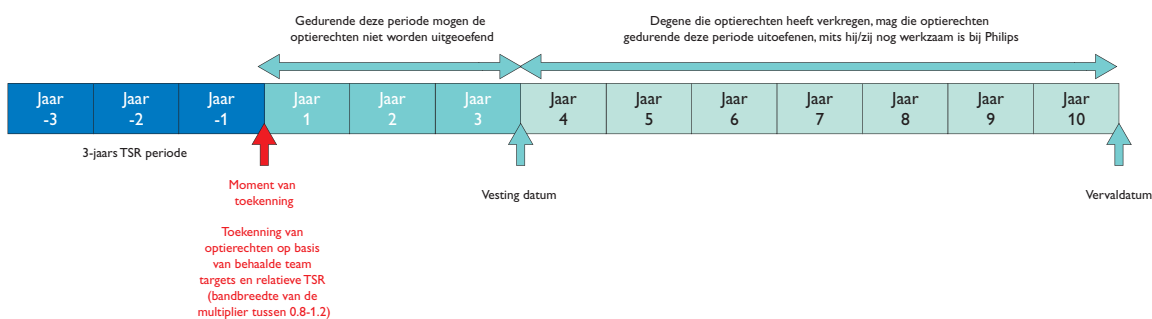 Gedurende deze periode mogen de
optierechten niet worden uitgeoefend
Degene die optierechten heeft verkregen, mag die optierechten
gedurende deze periode uitoefenen, mits hij/zij nog werkzaam is bij Philips
Jaar
-3
Jaar
-2
Jaar
-1
Jaar
1
Jaar
2
Jaar
3
Jaar
4
Jaar
5
Jaar
6
Jaar
7
Jaar
8
Jaar
9
Jaar
10
3-jaars TSR periode
Moment van
toekenning
Toekenning van
optierechten op basis
van behaalde team
targets en relatieve TSR
(bandbreedte van de
multiplier tussen 0.8-1.2)
Vesting datum
Vervaldatum